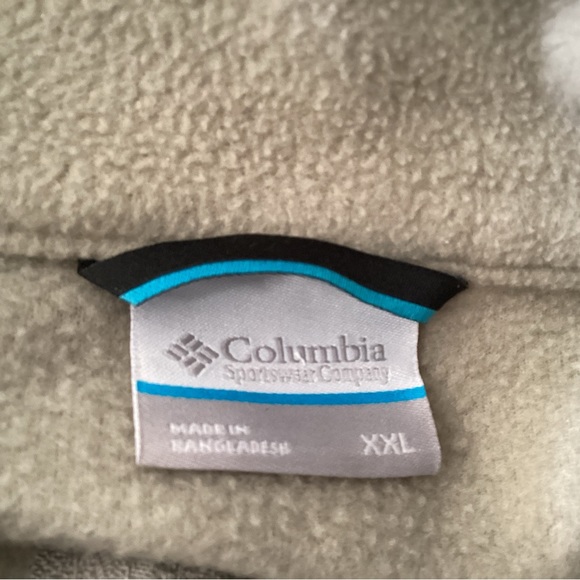 Columbia
Sportswear Company
MADE IN
BANGLADESH
XXL